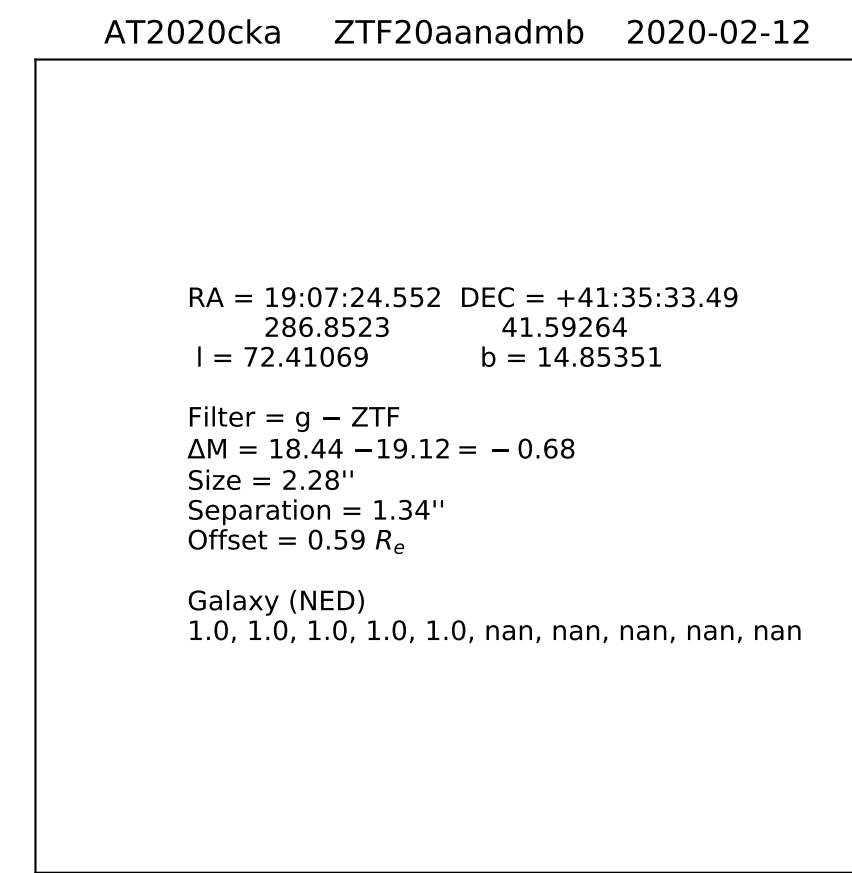 AT2020cka ZTF20aanadmb 2020-02-12
RA = 19:07:24.552 DEC = +41:35:33.49
286.8523 41.59264
l = 72.41069 b = 14.85351
Filter = g − ZTF
ΔM = 18.44 −19.12 = − 0.68
Size = 2.28''
Separation = 1.34''
Offset = 0.59 Re
Galaxy (NED)
1.0, 1.0, 1.0, 1.0, 1.0, nan, nan, nan, nan, nan